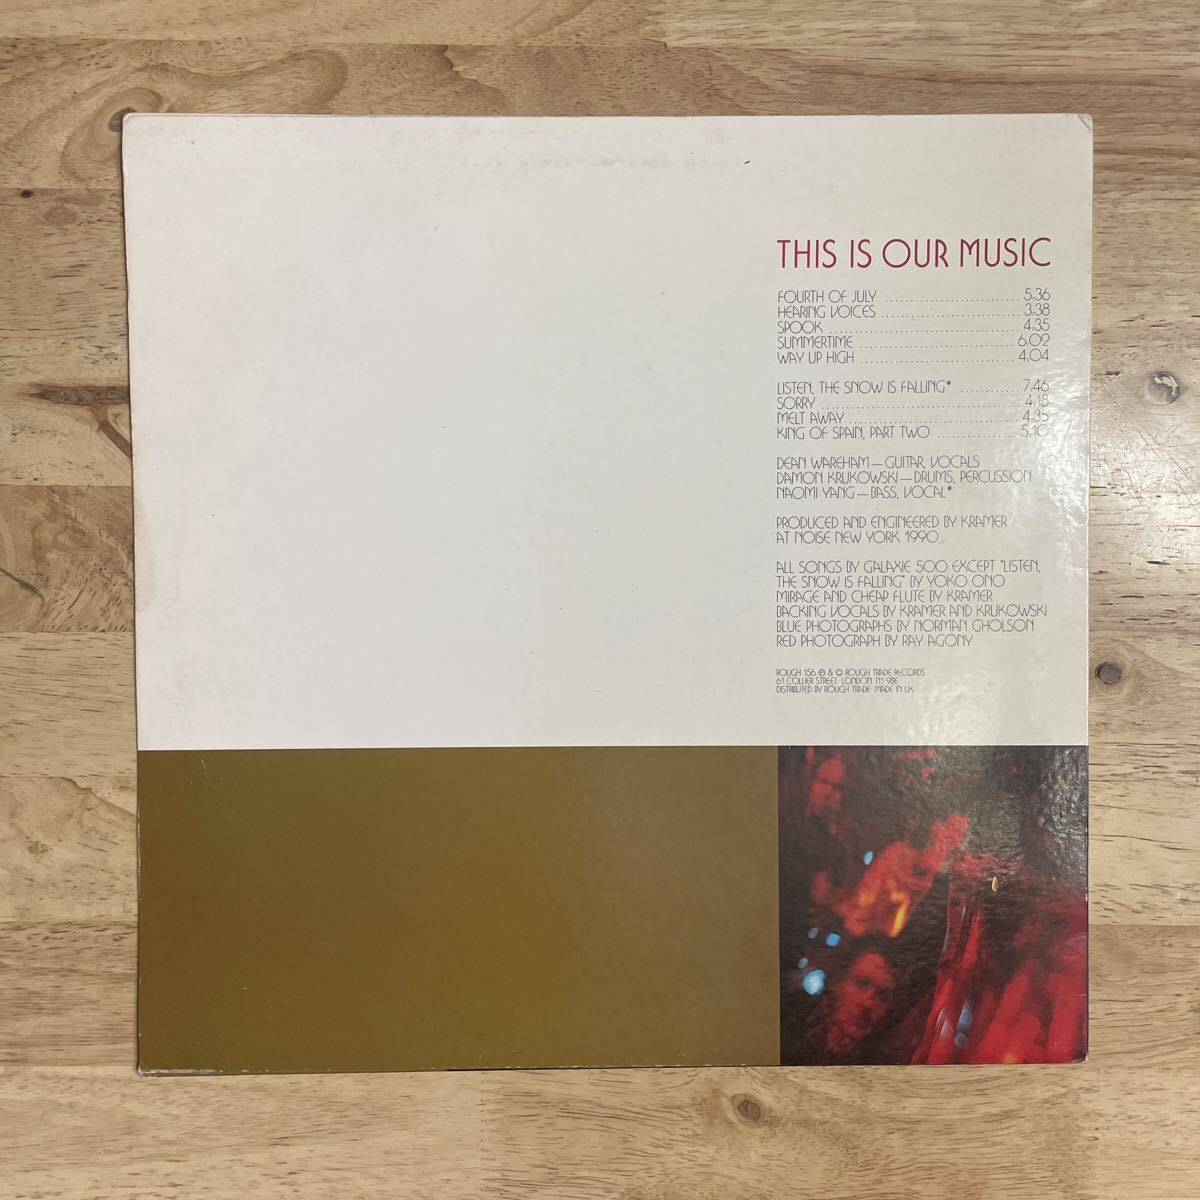 THIS IS OUR MUSIC
FOURTH OF JULY ........................... 5.36
HEARING VOICES ........................... 3.38
SPOOK ........................... 4.35
SUMMERTIME ........................... 6.02
WAY UP HIGH ........................... 4.04
LISTEN, THE SNOW IS FALLING* ............ 7.46
SORRY ........................... 4.18
MELT AWAY ........................... 4.35
KING OF SPAIN, PART TWO ................ 5.10
DEAN WAREHAM — GUITAR, VOCALS
DAMON KRUKOWSKI — DRUMS, PERCUSSION
NAOMI YANG — BASS, VOCAL*
PRODUCED AND ENGINEERED BY KRAMER
AT NOISE NEW YORK 1990
ALL SONGS BY GALAXIE 500 EXCEPT "LISTEN,
THE SNOW IS FALLING" BY YOKO ONO
MIRAGE AND CHEAP FLUTE BY KRAMER
BACKING VOCALS BY KRAMER AND KRUKOWSKI
BLUE PHOTOGRAPHS BY NORMAN GHOLSON
RED PHOTOGRAPH BY RAY AGONY
ROUGH 156 ℗ & © ROUGH TRADE RECORDS
61 COLLIER STREET LONDON N1 9BE
DISTRIBUTED BY ROUGH TRADE MADE IN UK